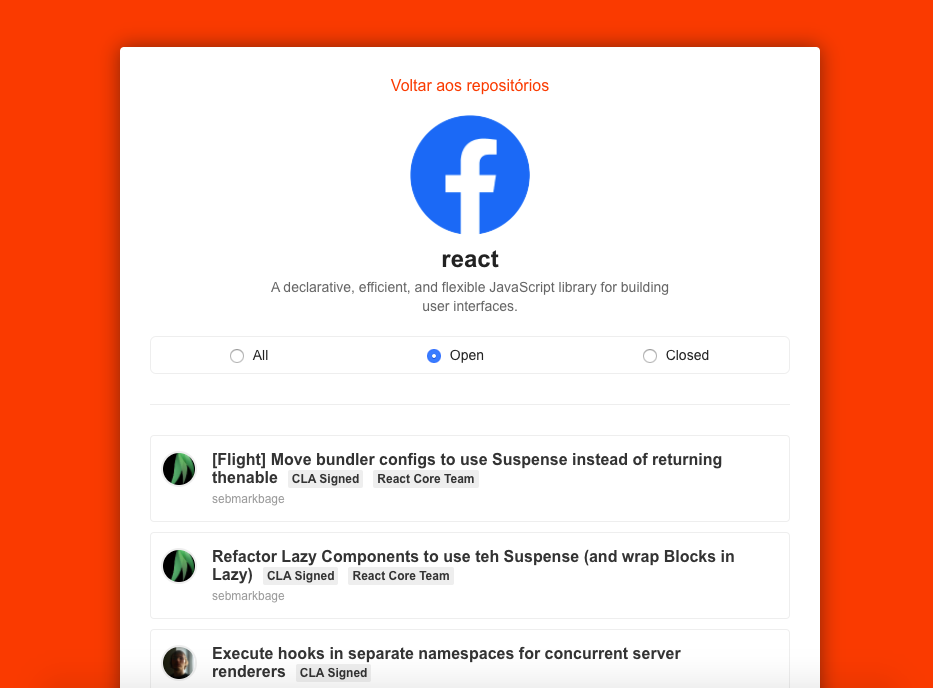 Voltar aos repositórios
react
A declarative, efficient, and flexible JavaScript library for building
user interfaces.
All Open Closed
[Flight] Move bundler configs to use Suspense instead of returning
thenable CLA Signed React Core Team
sebmarkbage
Refactor Lazy Components to use teh Suspense (and wrap Blocks in
Lazy) CLA Signed React Core Team
sebmarkbage
Execute hooks in separate namespaces for concurrent server
renderers CLA Signed